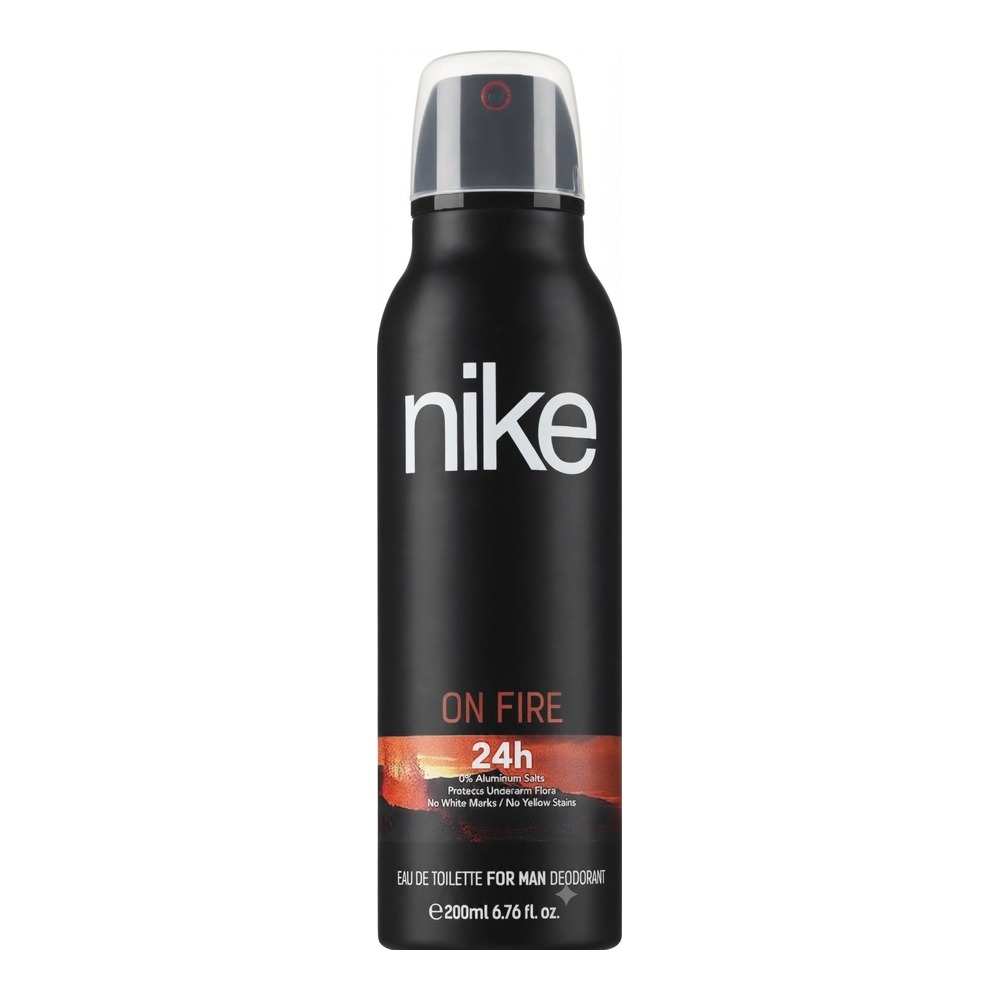 nike
ON FIRE
24h
0% Aluminum Salts
Protects Underarm Flora
No White Marks / No Yellow Stains
EAU DE TOILETTE FOR MAN DEODORANT
℮200ml 6.76 fl. oz.